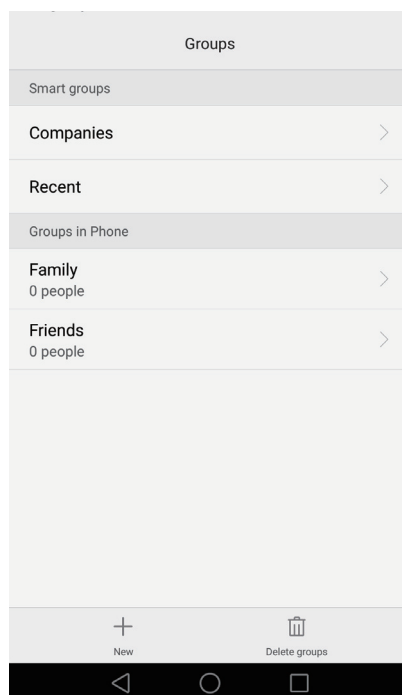 Groups
Smart groups
Companies
Recent
Groups in Phone
Family
0 people
Friends
0 people
New
Delete groups